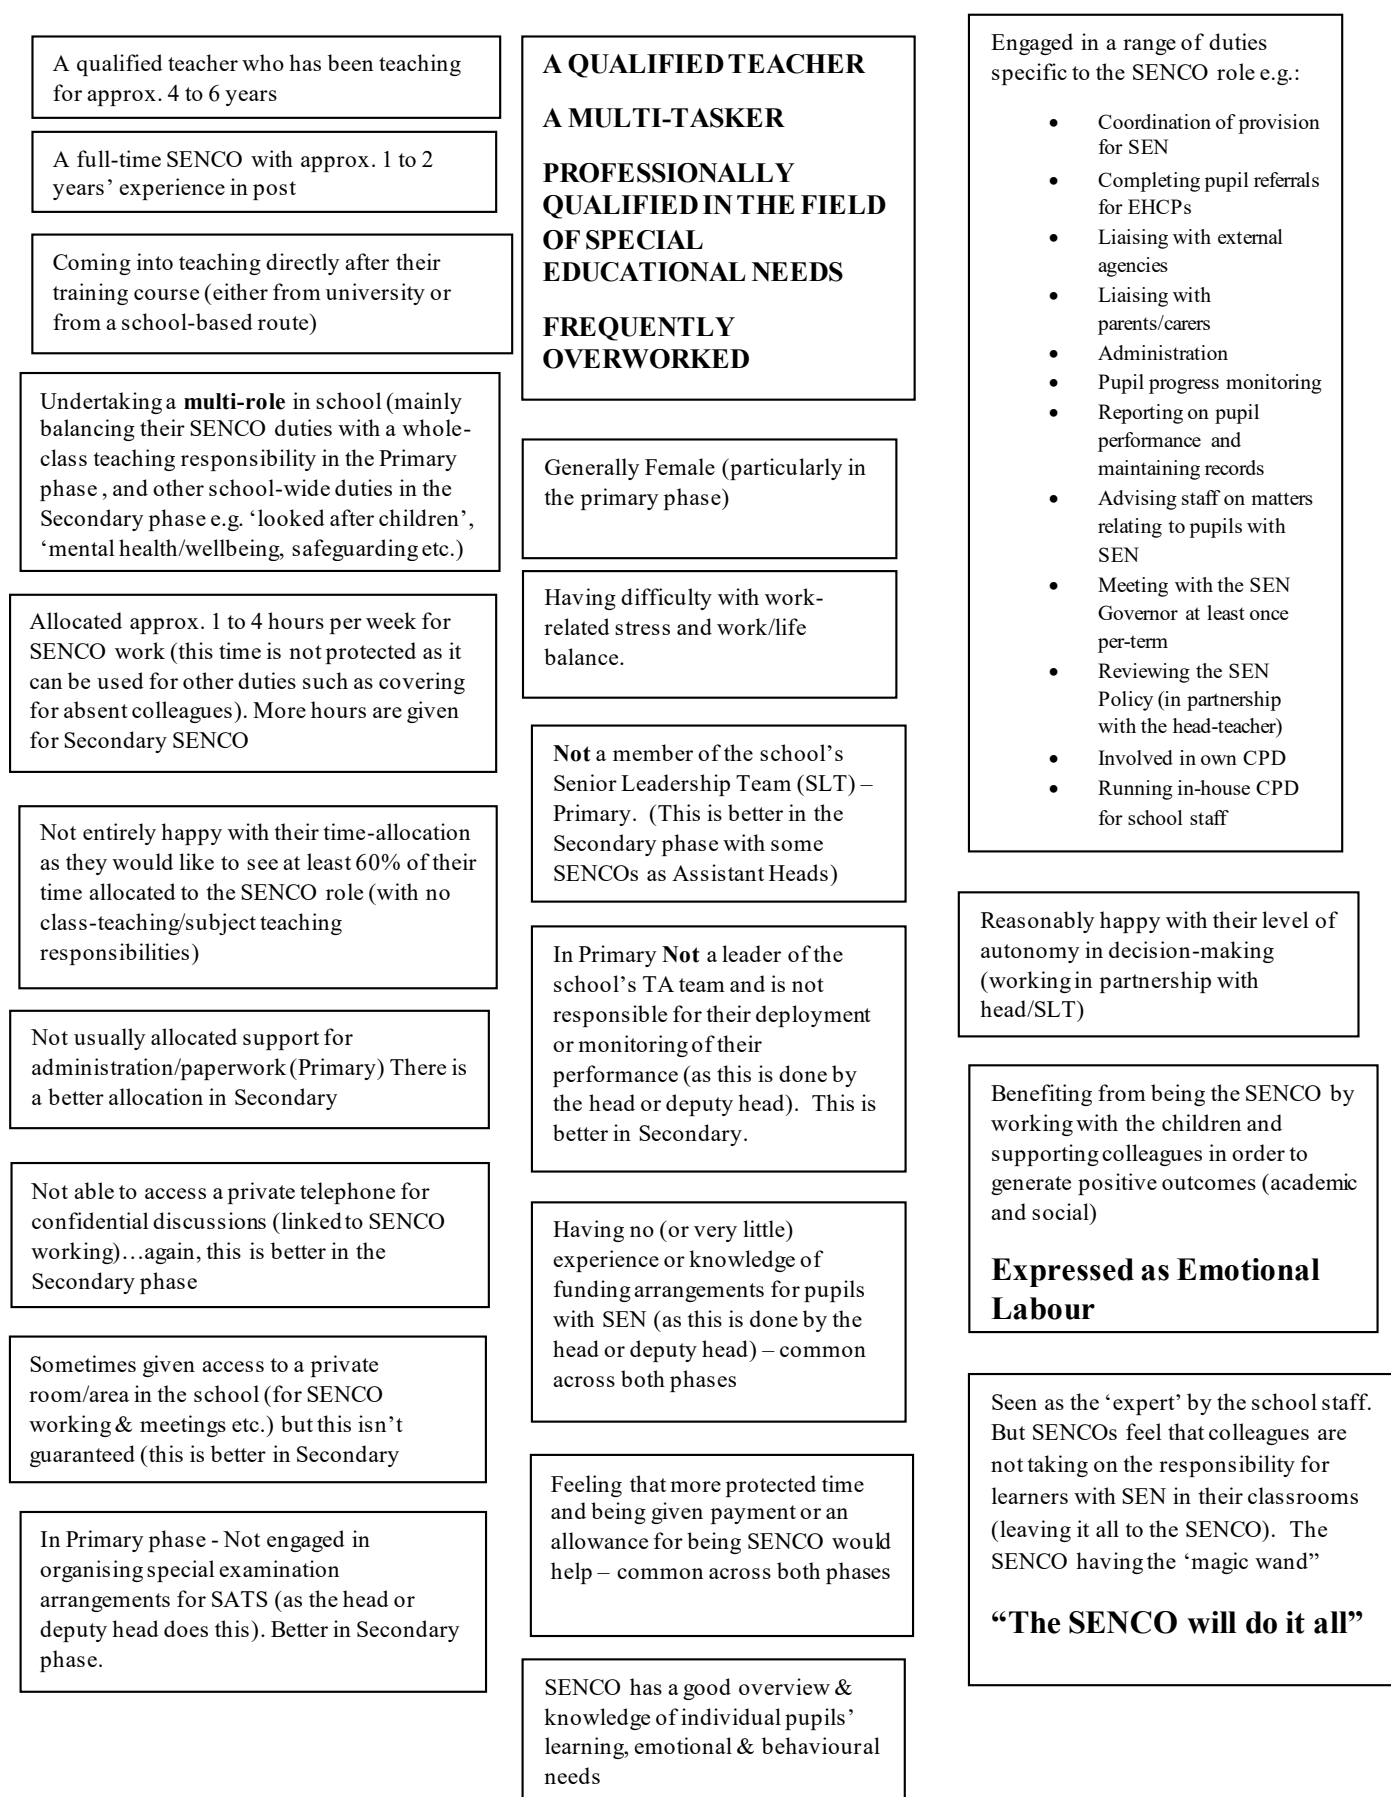 A qualified teacher who has been teaching
for approx. 4 to 6 years
A full-time SENCO with approx. 1 to 2
years’ experience in post
Coming into teaching directly after their
training course (either from university or
from a school-based route)
Undertaking a multi-role in school (mainly
balancing their SENCO duties with a whole-
class teaching responsibility in the Primary
phase , and other school-wide duties in the
Secondary phase e.g. ‘looked after children’,
‘mental health/wellbeing, safeguarding etc.)
Allocated approx. 1 to 4 hours per week for
SENCO work (this time is not protected as it
can be used for other duties such as covering
for absent colleagues). More hours are given
for Secondary SENCO
Not entirely happy with their time-allocation
as they would like to see at least 60% of their
time allocated to the SENCO role (with no
class-teaching/subject teaching
responsibilities)
Not usually allocated support for
administration/paperwork (Primary) There is
a better allocation in Secondary
Not able to access a private telephone for
confidential discussions (linked to SENCO
working)…again, this is better in the
Secondary phase
Sometimes given access to a private
room/area in the school (for SENCO
working & meetings etc.) but this isn’t
guaranteed (this is better in Secondary
In Primary phase - Not engaged in
organising special examination
arrangements for SATS (as the head or
deputy head does this). Better in Secondary
phase.
A QUALIFIED TEACHER
A MULTI-TASKER
PROFESSIONALLY
QUALIFIED IN THE FIELD
OF SPECIAL
EDUCATIONAL NEEDS
FREQUENTLY
OVERWORKED
Generally Female (particularly in
the primary phase)
Having difficulty with work-
related stress and work/life
balance.
Not a member of the school’s
Senior Leadership Team (SLT) –
Primary. (This is better in the
Secondary phase with some
SENCOs as Assistant Heads)
In Primary Not a leader of the
school’s TA team and is not
responsible for their deployment
or monitoring of their
performance (as this is done by
the head or deputy head). This is
better in Secondary.
Having no (or very little)
experience or knowledge of
funding arrangements for pupils
with SEN (as this is done by the
head or deputy head) – common
across both phases
Feeling that more protected time
and being given payment or an
allowance for being SENCO would
help – common across both phases
SENCO has a good overview &
knowledge of individual pupils’
learning, emotional & behavioural
needs
Engaged in a range of duties
specific to the SENCO role e.g.:
• Coordination of provision
for SEN
• Completing pupil referrals
for EHCPs
• Liaising with external
agencies
• Liaising with
parents/carers
• Administration
• Pupil progress monitoring
• Reporting on pupil
performance and
maintaining records
• Advising staff on matters
relating to pupils with
SEN
• Meeting with the SEN
Governor at least once
per-term
• Reviewing the SEN
Policy (in partnership
with the head-teacher)
• Involved in own CPD
• Running in-house CPD
for school staff
Reasonably happy with their level of
autonomy in decision-making
(working in partnership with
head/SLT)
Benefiting from being the SENCO by
working with the children and
supporting colleagues in order to
generate positive outcomes (academic
and social)
Expressed as Emotional
Labour
Seen as the ‘expert’ by the school staff.
But SENCOs feel that colleagues are
not taking on the responsibility for
learners with SEN in their classrooms
(leaving it all to the SENCO). The
SENCO having the ‘magic wand”
“The SENCO will do it all”